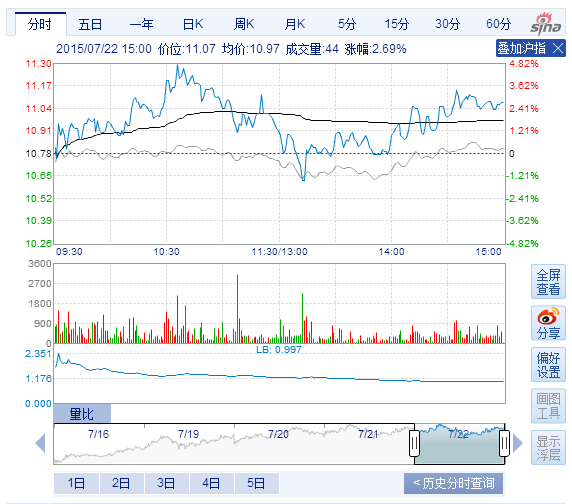 分时 五日 一年 日K 周K 月K 5分 15分 30分 60分 sina
2015/07/22 15:00 价位:11.07 均价:10.97 成交量:44 涨幅:2.69% 叠加沪指
11.30 4.82%
11.17 3.62%
11.04 2.41%
10.91 1.21%
10.78 0
10.65 -1.21%
10.52 -2.41%
10.39 -3.62%
10.26 -4.82%
09:30 10:30 11:30/13:00 14:00 15:00
3600
2700
1800
900
0
全屏
查看
分享
LB: 0.997
2.351
1.176
0.000
偏好
设置
量比
画图
工具
7/16 7/19 7/20 7/21 7/22
显示
浮层
1日 2日 3日 4日 5日 <历史分时查询